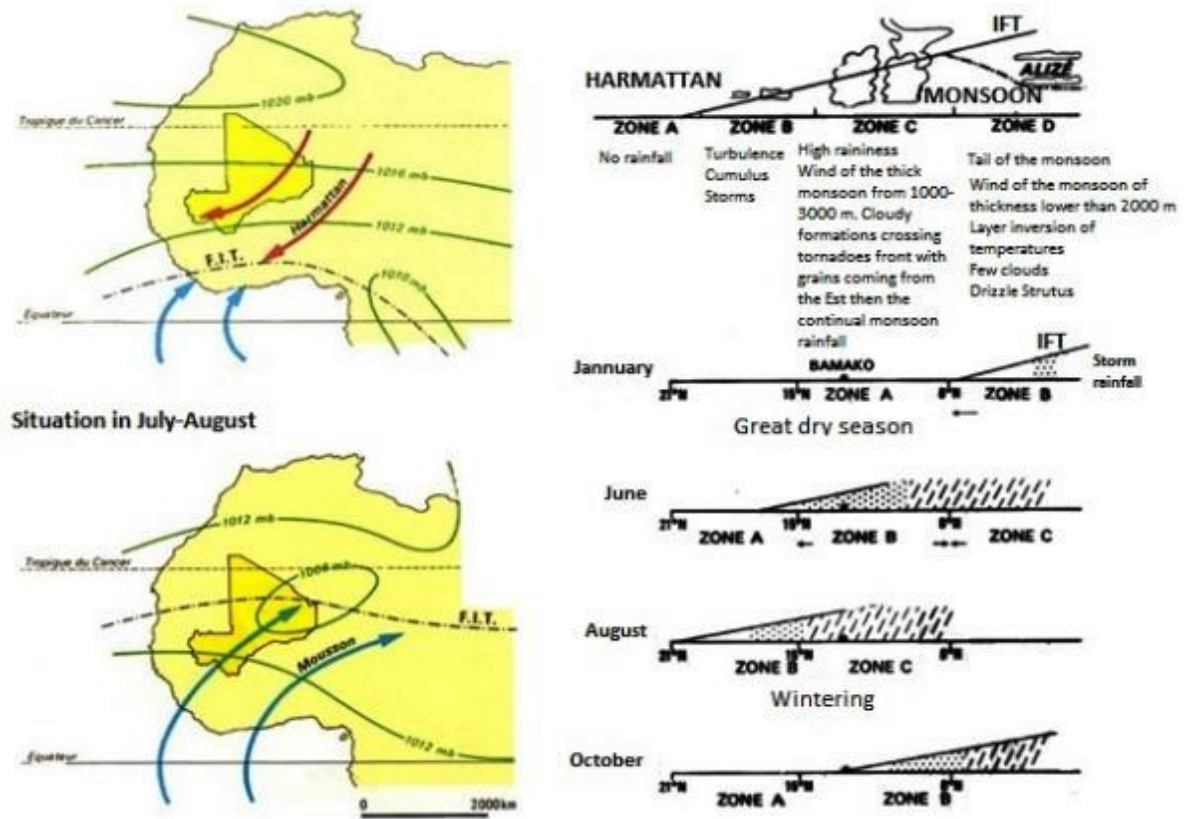 1020 mb
Tropique du Cancer
1016 mb
Harmattan
1012 mb
F.I.T.
1010 mb
Equateur
Situation in July-August
1012 mb
Tropique du Cancer
1008 mb
F.I.T.
Mousson
1012 mb
Equateur
0 2000km
IFT
HARMATTAN
ALIZÉ
MONSOON
ZONE A ZONE B ZONE C ZONE D
No rainfall
Turbulence
Cumulus
Storms
High raininess
Wind of the thick
monsoon from 1000-
3000 m. Cloudy
formations crossing
tornadoes front with
grains coming from
the Est then the
continual monsoon
rainfall
Tail of the monsoon
Wind of the monsoon of
thickness lower than 2000 m
Layer inversion of
temperatures
Few clouds
Drizzle Strutus
IFT
Jannuary
BAMAKO
Storm
rainfall
21°N ZONE A ZONE B
Great dry season
June
21°N
ZONE A ZONE B ZONE C
August
21°N
ZONE B ZONE C
Wintering
October
21°N
ZONE A ZONE B